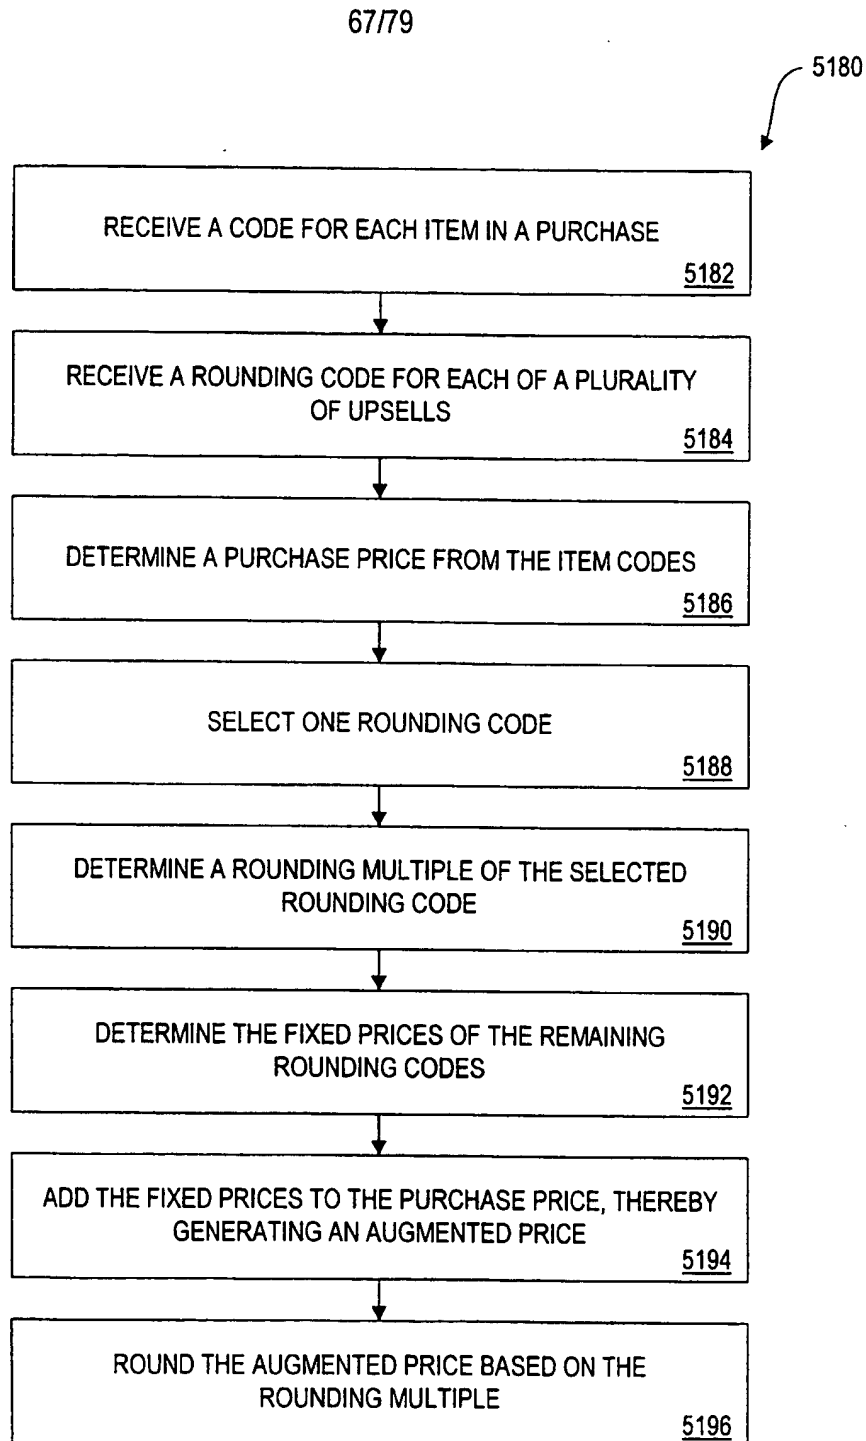 67/79
5180
RECEIVE A CODE FOR EACH ITEM IN A PURCHASE
5182
RECEIVE A ROUNDING CODE FOR EACH OF A PLURALITY
OF UPSELLS
5184
DETERMINE A PURCHASE PRICE FROM THE ITEM CODES
5186
SELECT ONE ROUNDING CODE
5188
DETERMINE A ROUNDING MULTIPLE OF THE SELECTED
ROUNDING CODE
5190
DETERMINE THE FIXED PRICES OF THE REMAINING
ROUNDING CODES
5192
ADD THE FIXED PRICES TO THE PURCHASE PRICE, THEREBY
GENERATING AN AUGMENTED PRICE
5194
ROUND THE AUGMENTED PRICE BASED ON THE
ROUNDING MULTIPLE
5196